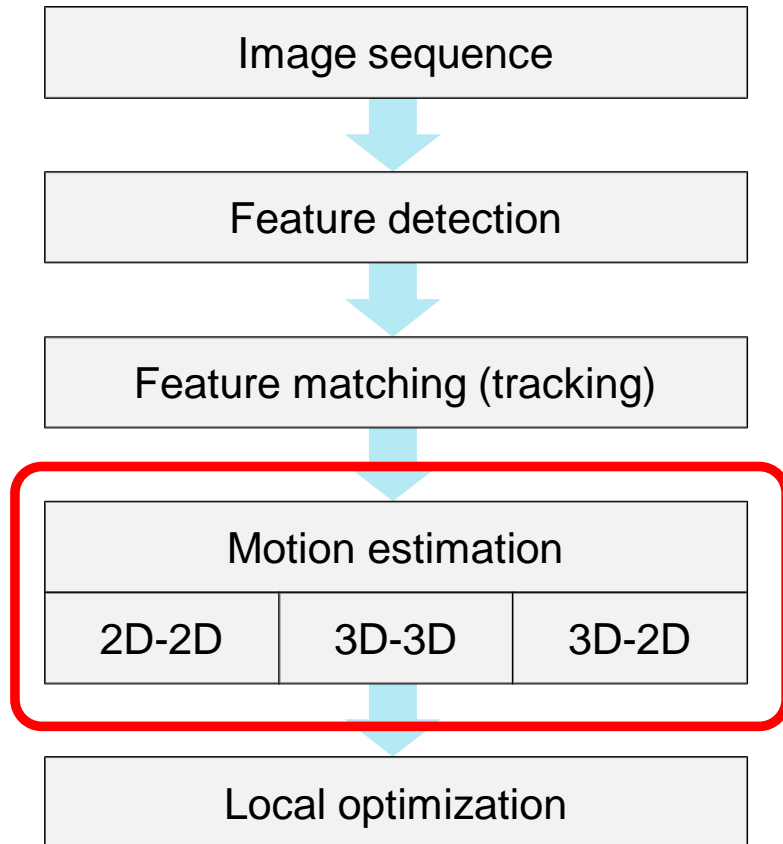 Image sequence
Feature detection
Feature matching (tracking)
Motion estimation
2D-2D 3D-3D 3D-2D
Local optimization